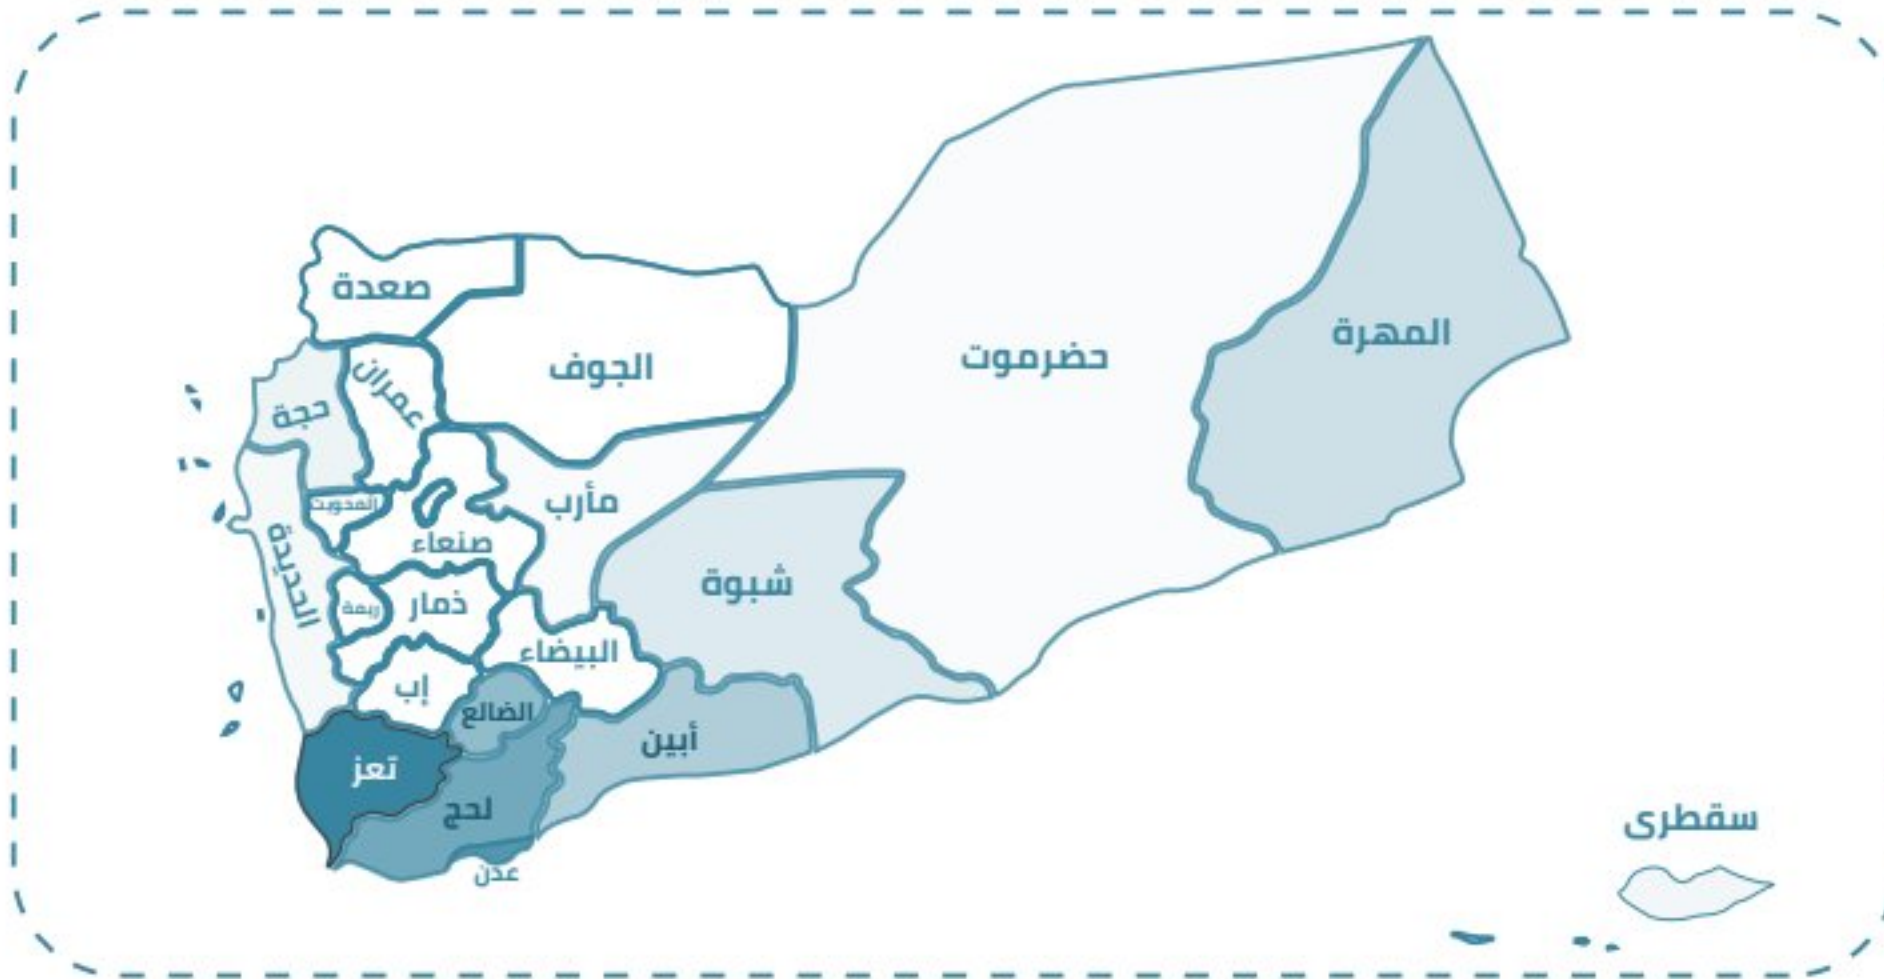 صعدة
الجوف
حضرموت
المهرة
عمران
حجة
مأرب
المحويت
صنعاء
الحديدة
شبوة
ريمة
ذمار
البيضاء
إب
الضالع
أبين
تعز
لحج
عدن
سقطرى